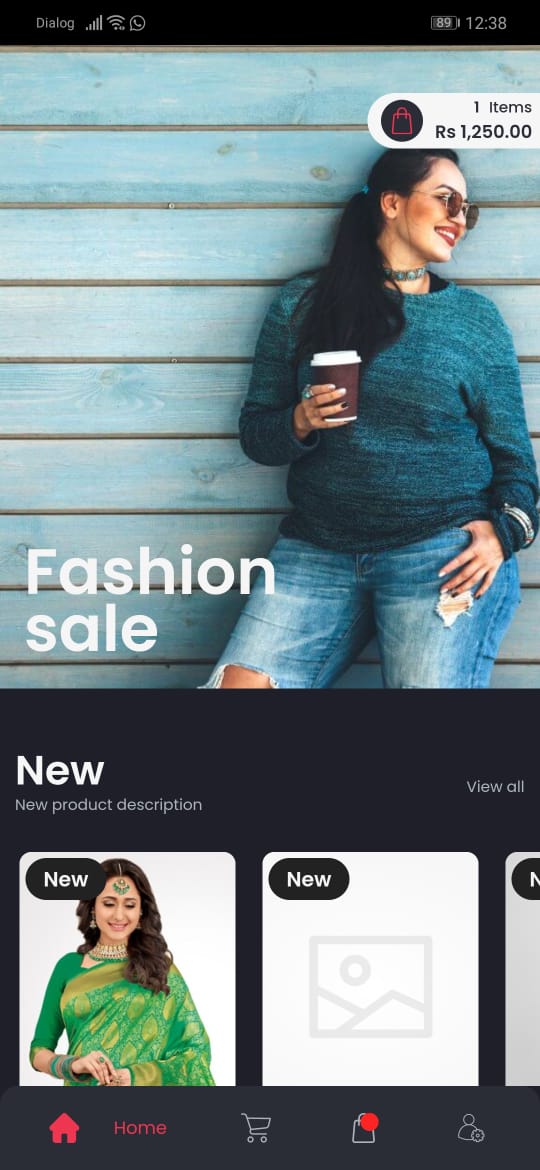 Dialog 89 12:38
1 Items
Rs 1,250.00
Fashion
sale
New
New product description
View all
New New
Home